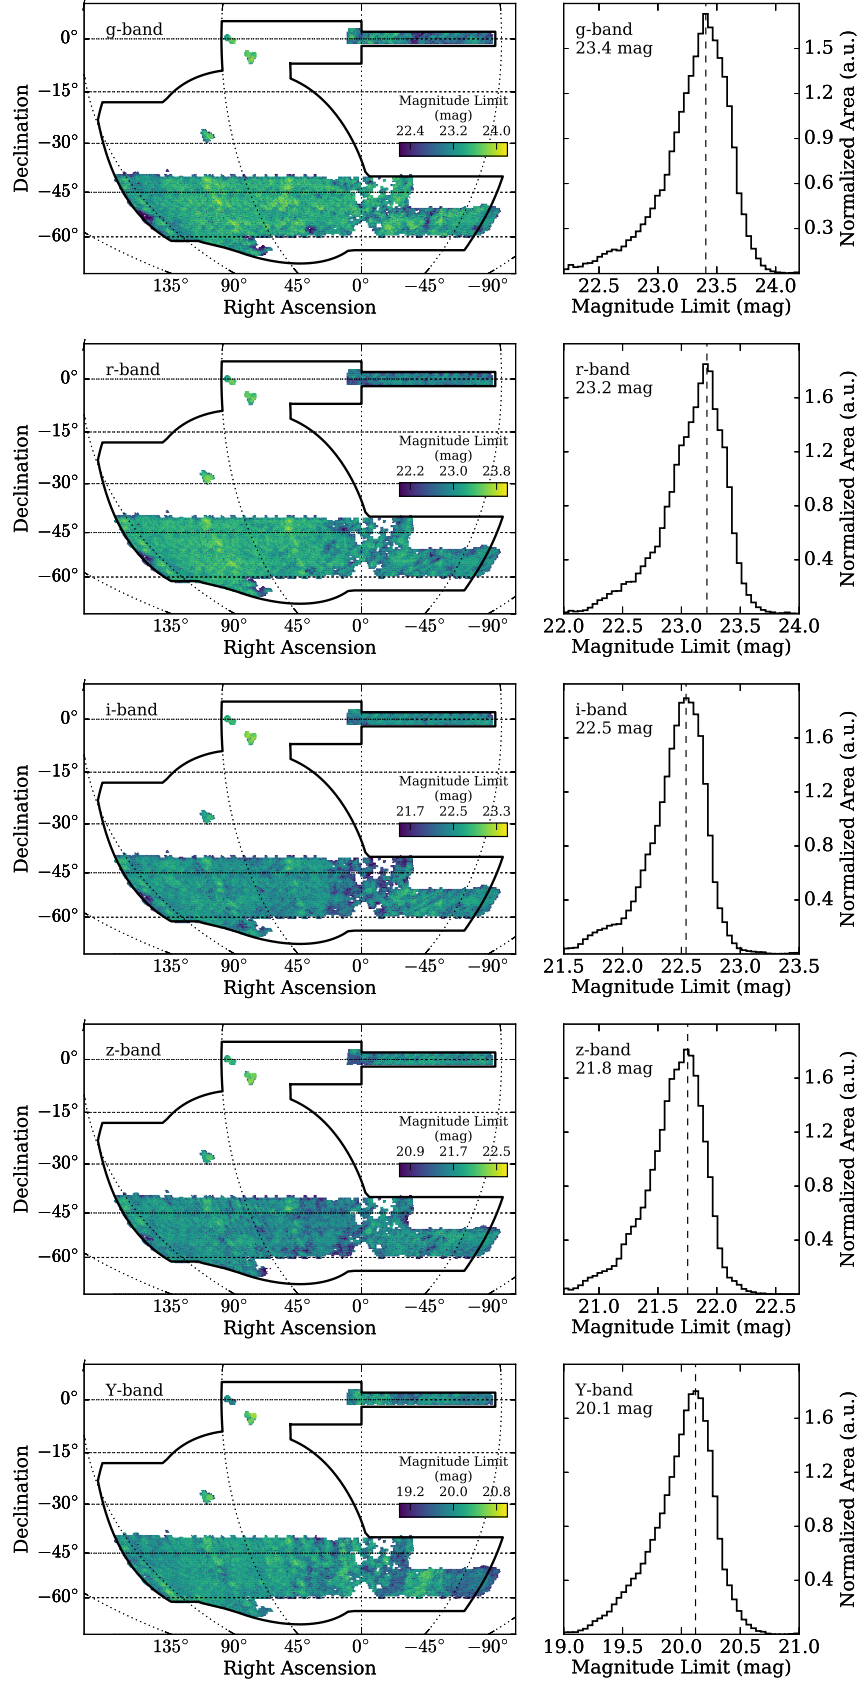 g-band
0°
−15°
−30°
−45°
−60°
Declination
Magnitude Limit
(mag)
22.4 23.2 24.0
135° 90° 45° 0° −45° −90°
Right Ascension
g-band
23.4 mag
1.5
1.2
0.9
0.6
0.3
Normalized Area (a.u.)
22.5 23.0 23.5 24.0
Magnitude Limit (mag)
r-band
0°
−15°
−30°
−45°
−60°
Declination
Magnitude Limit
(mag)
22.2 23.0 23.8
135° 90° 45° 0° −45° −90°
Right Ascension
r-band
23.2 mag
1.6
1.2
0.8
0.4
Normalized Area (a.u.)
22.0 22.5 23.0 23.5 24.0
Magnitude Limit (mag)
i-band
0°
−15°
−30°
−45°
−60°
Declination
Magnitude Limit
(mag)
21.7 22.5 23.3
135° 90° 45° 0° −45° −90°
Right Ascension
i-band
22.5 mag
1.6
1.2
0.8
0.4
Normalized Area (a.u.)
21.5 22.0 22.5 23.0 23.5
Magnitude Limit (mag)
z-band
0°
−15°
−30°
−45°
−60°
Declination
Magnitude Limit
(mag)
20.9 21.7 22.5
135° 90° 45° 0° −45° −90°
Right Ascension
z-band
21.8 mag
1.6
1.2
0.8
0.4
Normalized Area (a.u.)
21.0 21.5 22.0 22.5
Magnitude Limit (mag)
Y-band
0°
−15°
−30°
−45°
−60°
Declination
Magnitude Limit
(mag)
19.2 20.0 20.8
135° 90° 45° 0° −45° −90°
Right Ascension
Y-band
20.1 mag
1.6
1.2
0.8
0.4
Normalized Area (a.u.)
19.0 19.5 20.0 20.5 21.0
Magnitude Limit (mag)